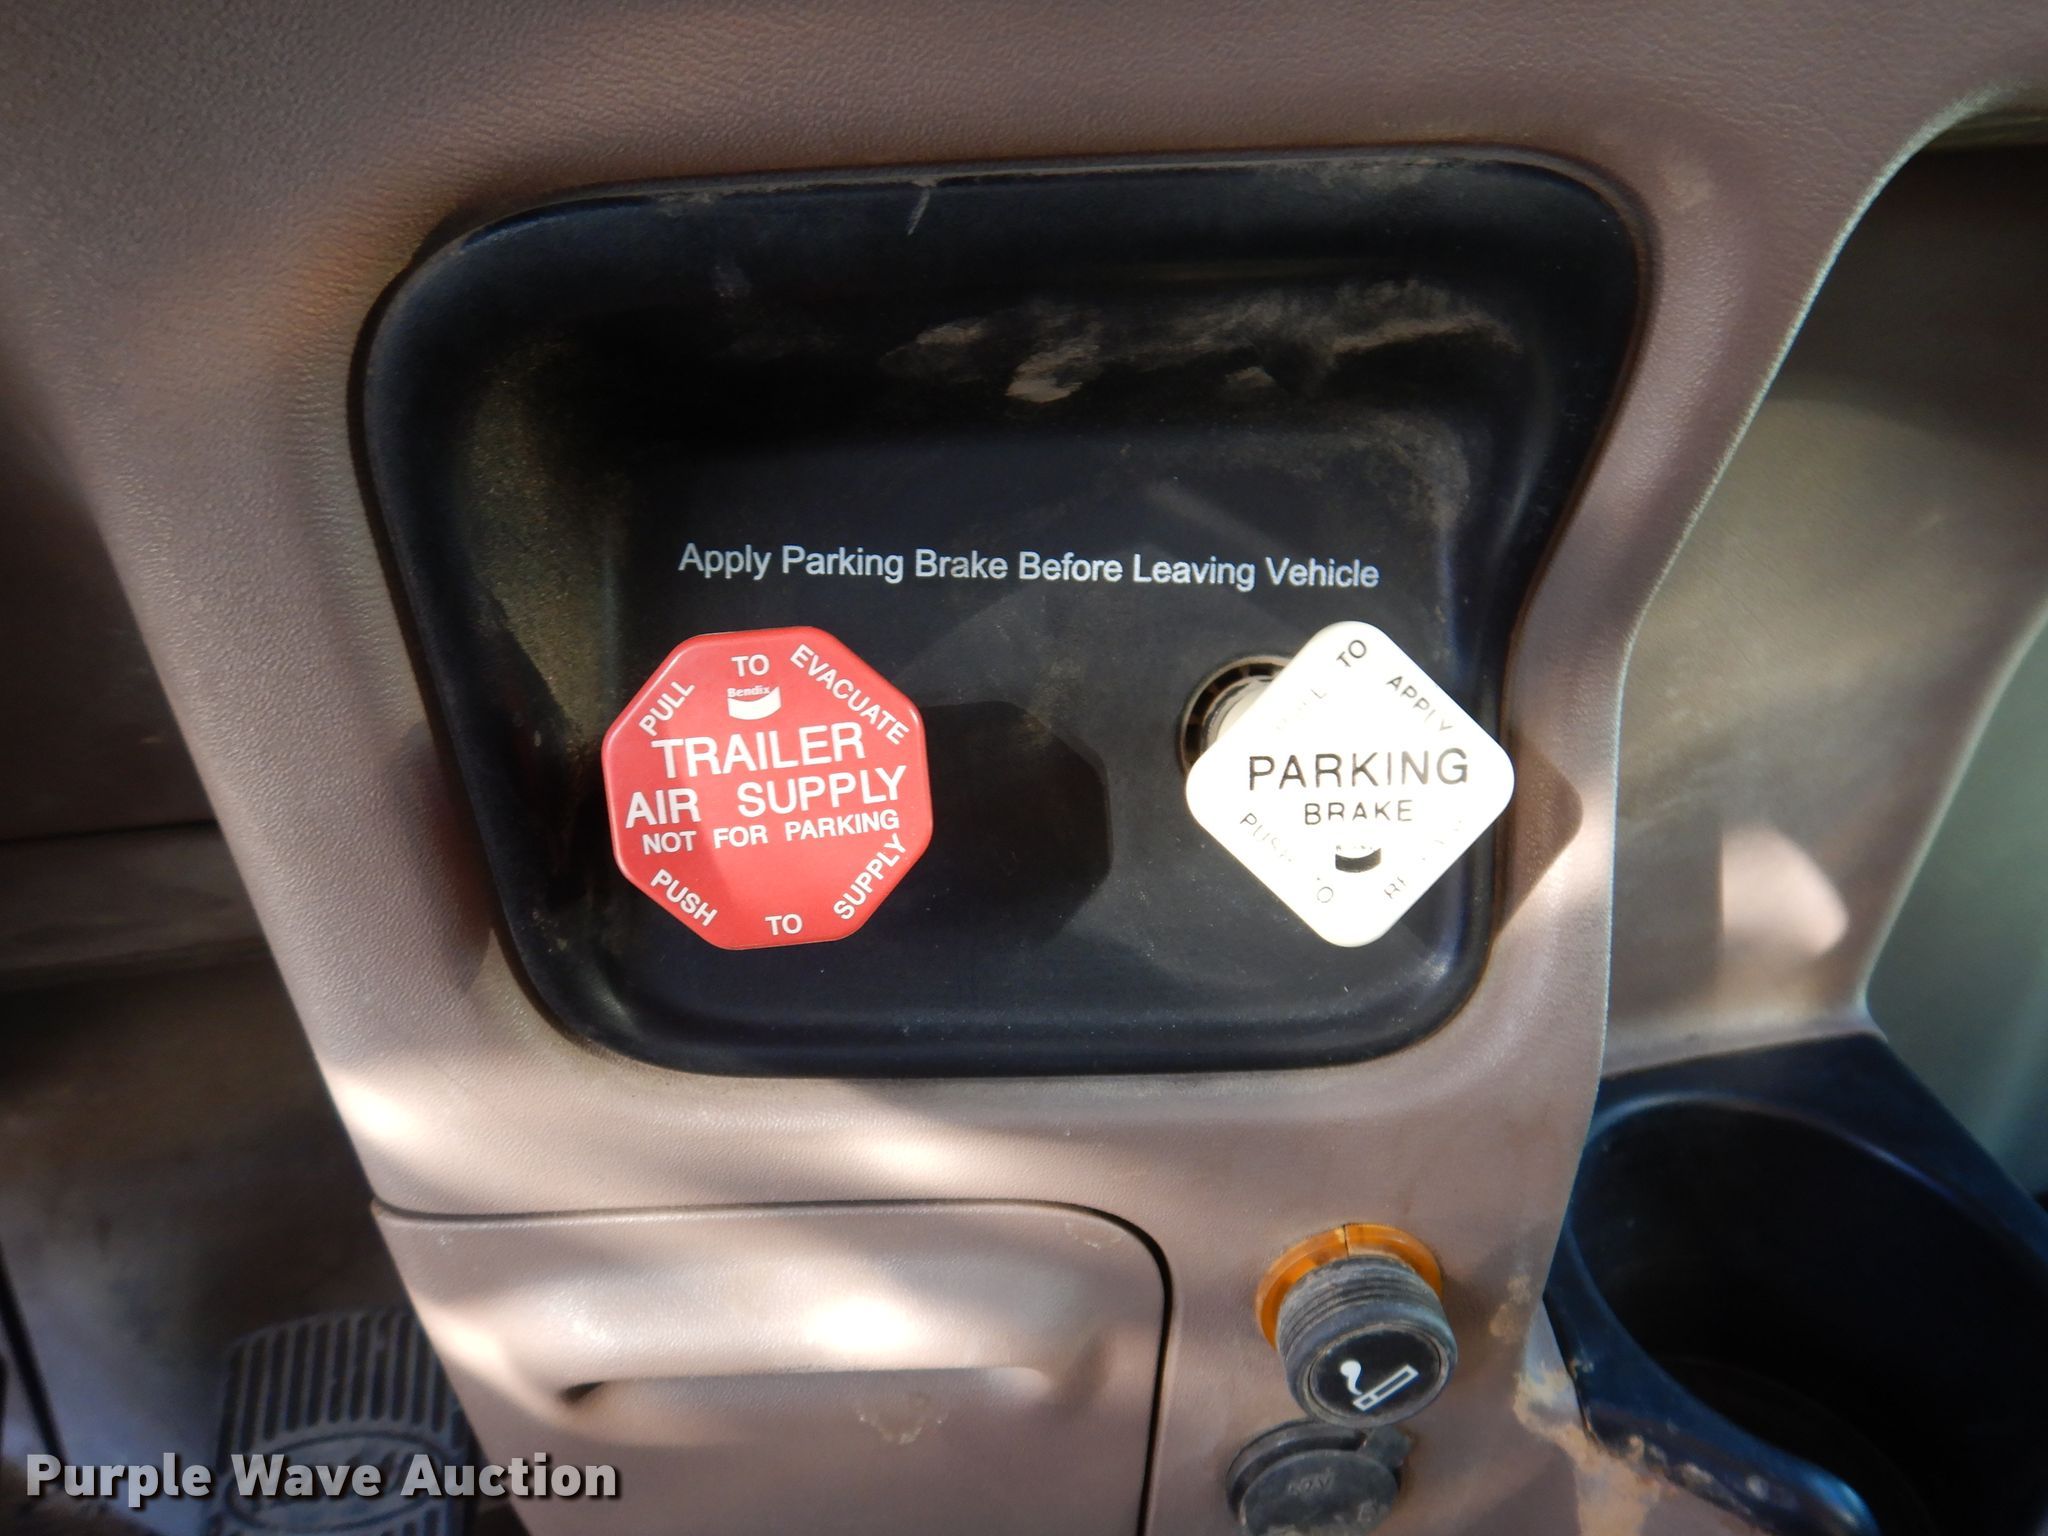 Apply Parking Brake Before Leaving Vehicle
PULL TO EVACUATE
Bendix
TRAILER
AIR SUPPLY
NOT FOR PARKING
PUSH TO SUPPLY
TO APPLY
PARKING
BRAKE
Purple Wave Auction